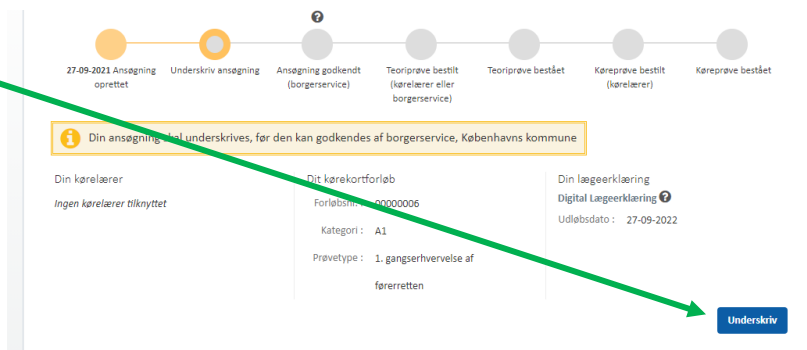 27-09-2021 Ansøgning
oprettet
Underskriv ansøgning
Ansøgning godkendt
(borgerservice)
Teoriprøve bestilt
(kørelærer eller
borgerservice)
Teoriprøve bestået
Køreprøve bestilt
(kørelærer)
Køreprøve bestået
Din ansøgning skal underskrives, før den kan godkendes af borgerservice, Københavns kommune
Din kørelærer
Ingen kørelærer tilknyttet
Dit kørekortforløb
Forløbsnr.: 00000006
Kategori : A1
Prøvetype : 1. gangserhvervelse af
førerretten
Din lægeerklæring
Digital Lægeerklæring ?
Udløbsdato : 27-09-2022
Underskriv